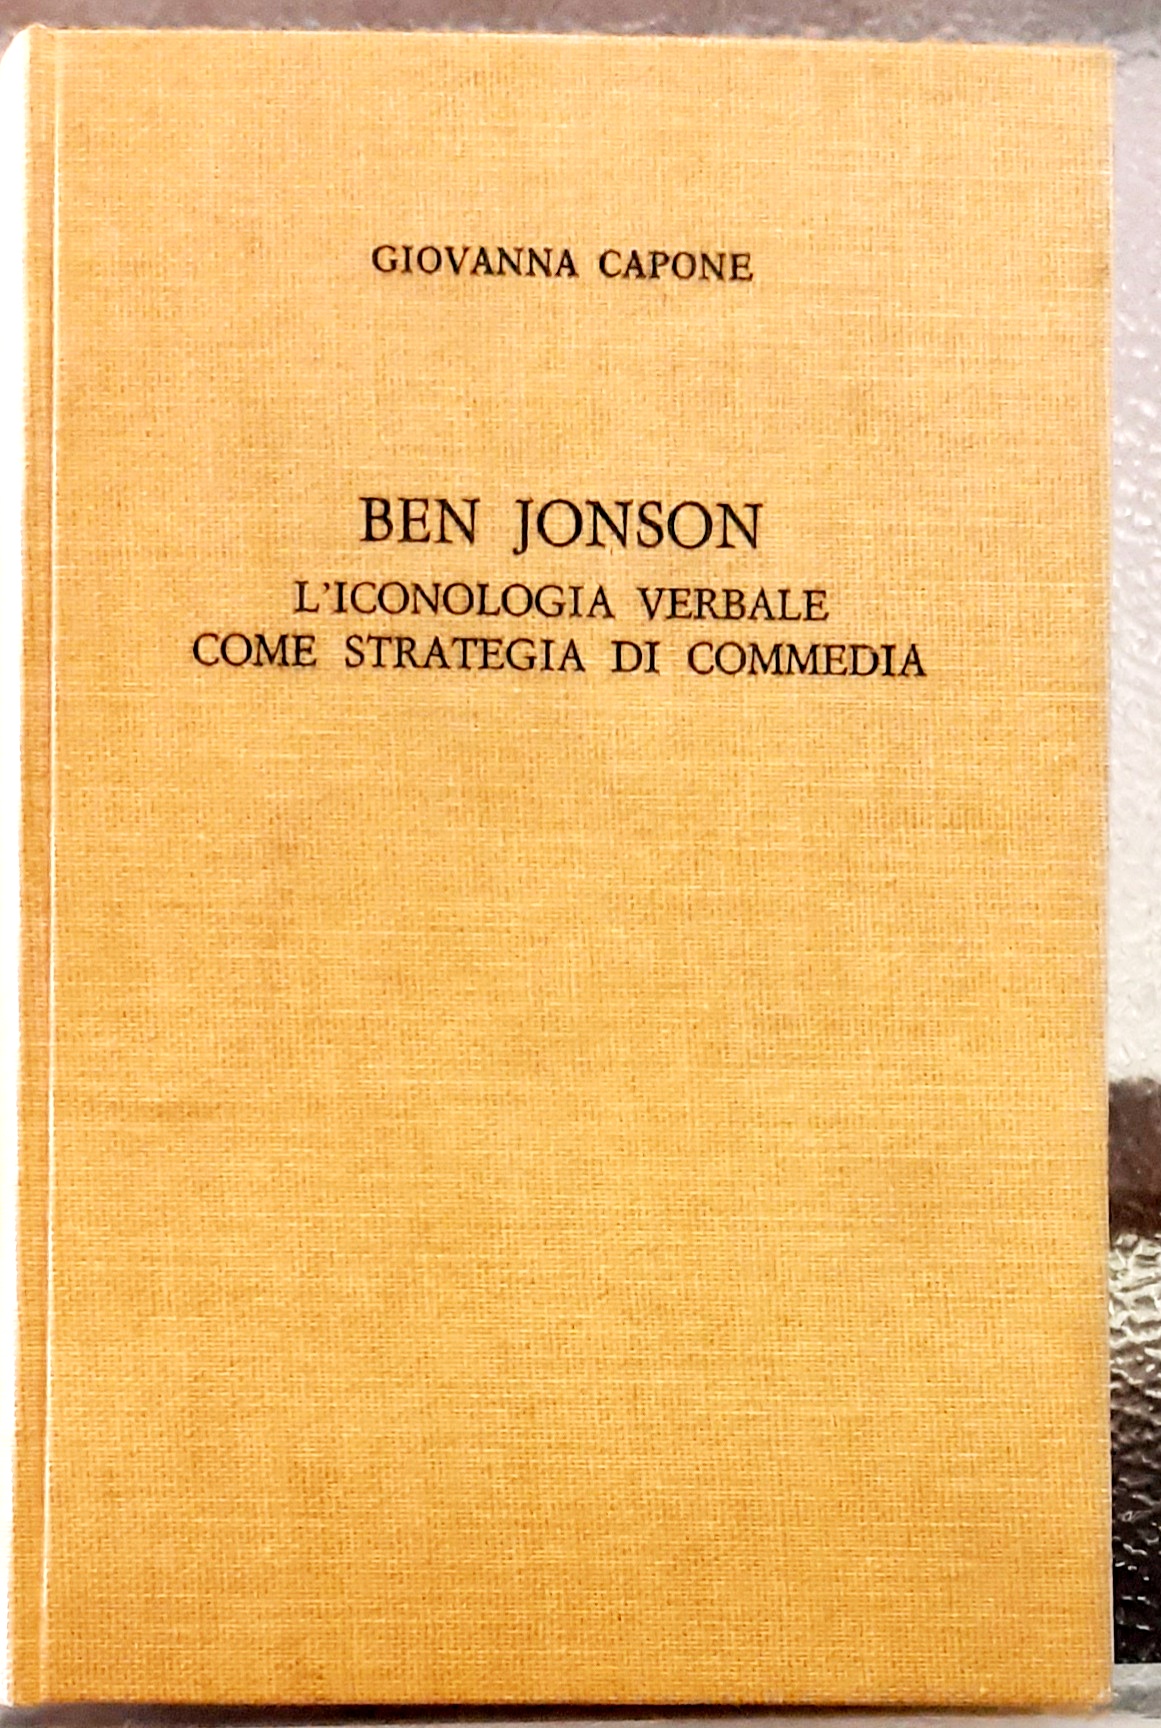 GIOVANNA CAPONE
BEN JONSON
L'ICONOLOGIA VERBALE
COME STRATEGIA DI COMMEDIA